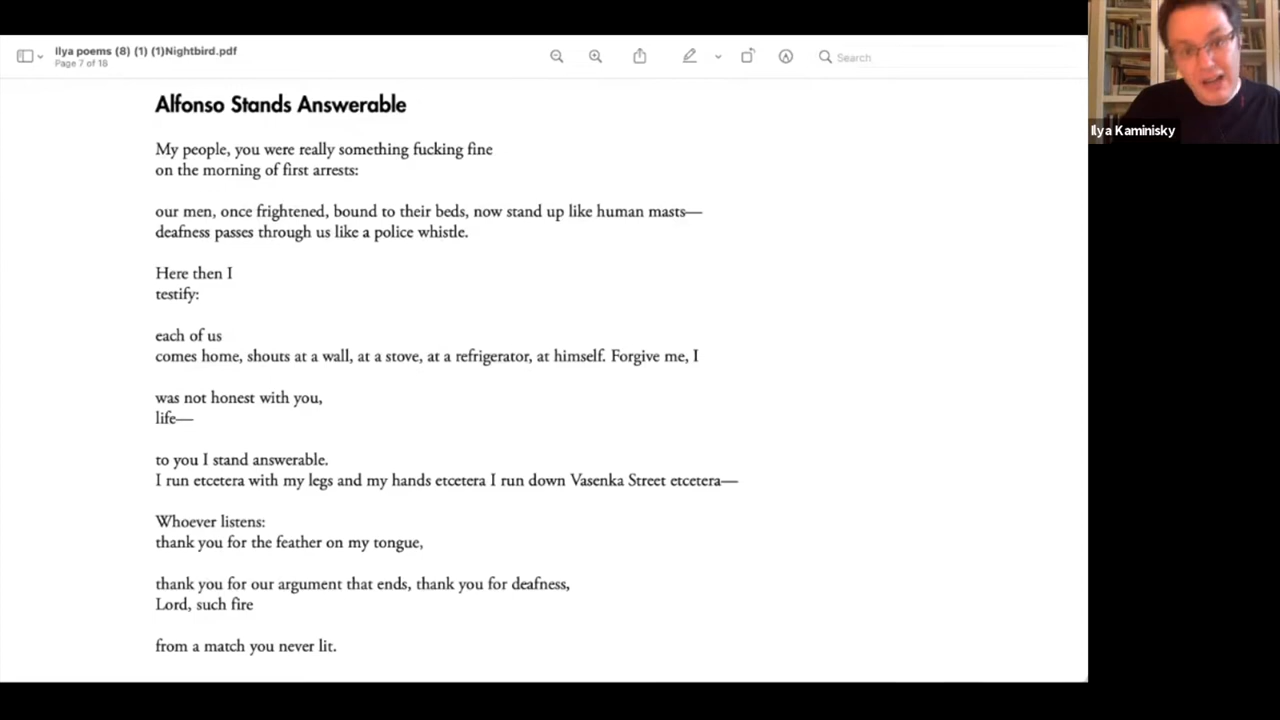 Ilya poems (8) (1) (1)Nightbird.pdf
Page 7 of 18
Search
Alfonso Stands Answerable
My people, you were really something fucking fine
on the morning of first arrests:
our men, once frightened, bound to their beds, now stand up like human masts—
deafness passes through us like a police whistle.
Here then I
testify:
each of us
comes home, shouts at a wall, at a stove, at a refrigerator, at himself. Forgive me, I
was not honest with you,
life—
to you I stand answerable.
I run etcetera with my legs and my hands etcetera I run down Vasenka Street etcetera—
Whoever listens:
thank you for the feather on my tongue,
thank you for our argument that ends, thank you for deafness,
Lord, such fire
from a match you never lit.
Ilya Kaminisky